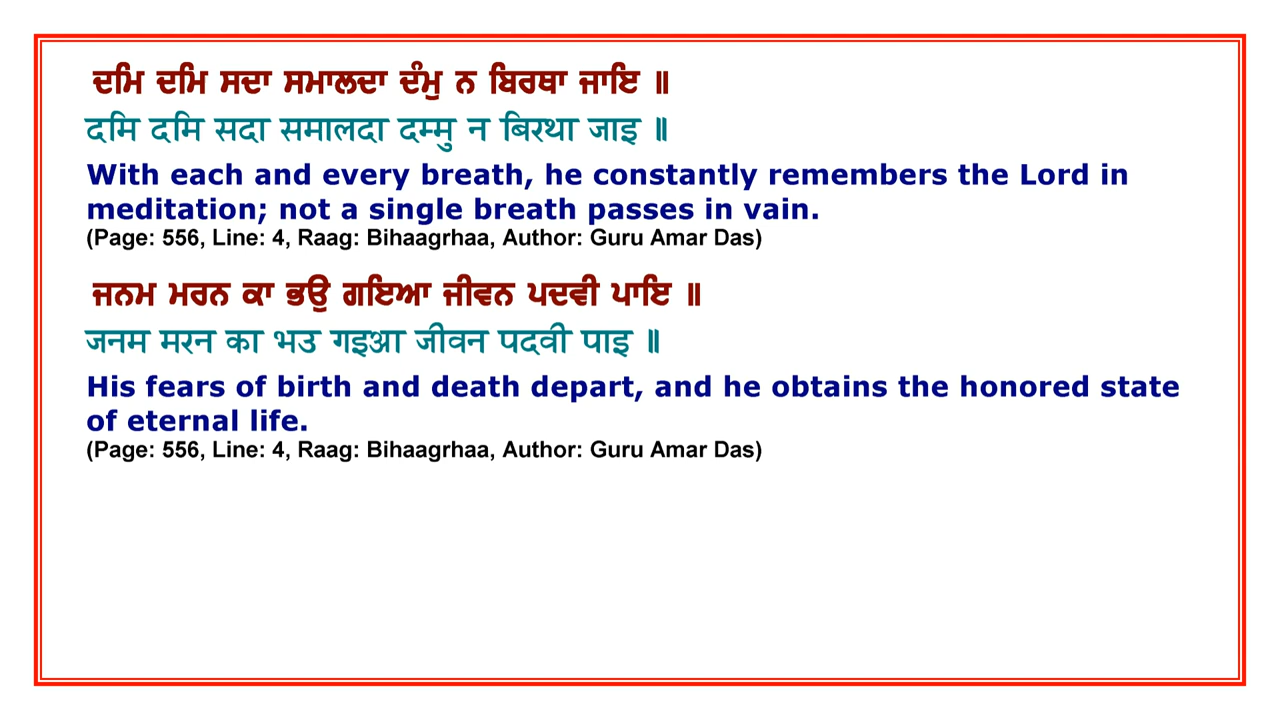 ਦਮਿ ਦਮਿ ਸਦਾ ਸਮਾਲਦਾ ਦੰਮੁ ਨ ਬਿਰਥਾ ਜਾਇ ॥
दमि दमि सदा समालदा दम्मु न बिरथा जाइ ॥
With each and every breath, he constantly remembers the Lord in
meditation; not a single breath passes in vain.
(Page: 556, Line: 4, Raag: Bihaagrhaa, Author: Guru Amar Das)
ਜਨਮ ਮਰਨ ਕਾ ਭਉ ਗਇਆ ਜੀਵਨ ਪਦਵੀ ਪਾਇ ॥
जनम मरन का भउ गइआ जीवन पदवी पाइ ॥
His fears of birth and death depart, and he obtains the honored state
of eternal life.
(Page: 556, Line: 4, Raag: Bihaagrhaa, Author: Guru Amar Das)